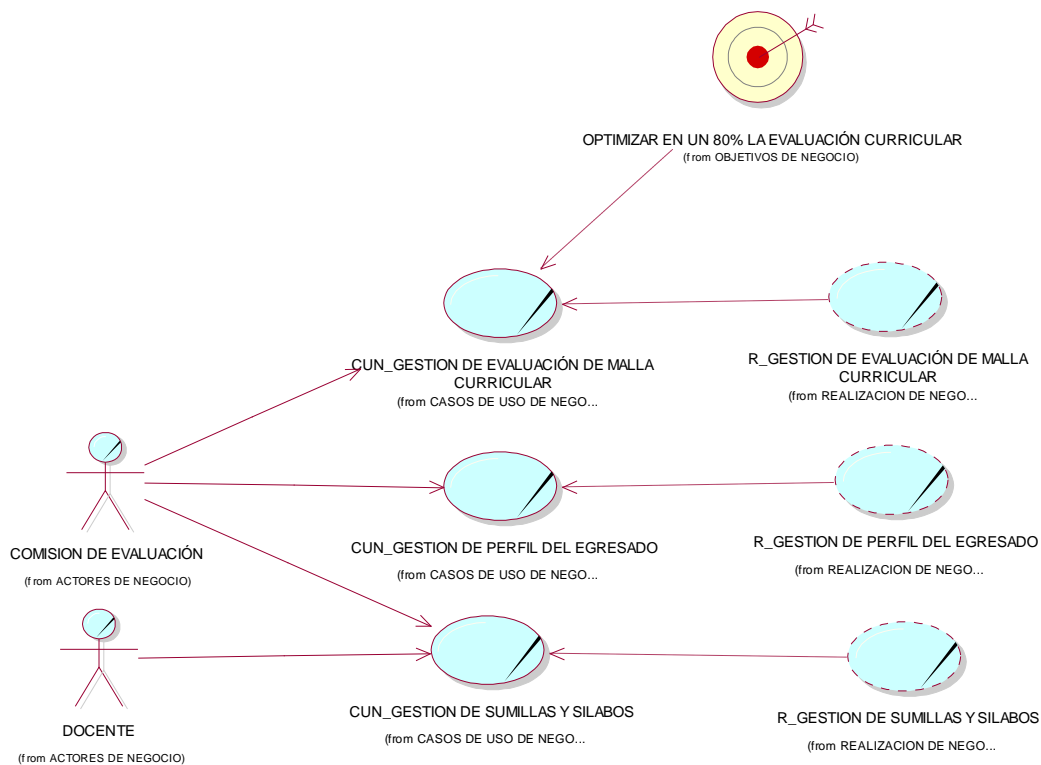 OPTIMIZAR EN UN 80% LA EVALUACIÓN CURRICULAR
(from OBJETIVOS DE NEGOCIO)
_CUN_GESTION DE EVALUACIÓN DE MALLA
CURRICULAR
(from CASOS DE USO DE NEGO...
R_GESTION DE EVALUACIÓN DE MALLA
CURRICULAR
(from REALIZACION DE NEGO...
COMISION DE EVALUACIÓN
(from ACTORES DE NEGOCIO)
CUN_GESTION DE PERFIL DEL EGRESADO
(from CASOS DE USO DE NEGO...
R_GESTION DE PERFIL DEL EGRESADO
(from REALIZACION DE NEGO...
DOCENTE
(from ACTORES DE NEGOCIO)
CUN_GESTION DE SUMILLAS Y SILABOS
(from CASOS DE USO DE NEGO...
R_GESTION DE SUMILLAS Y SILABOS
(from REALIZACION DE NEGO...